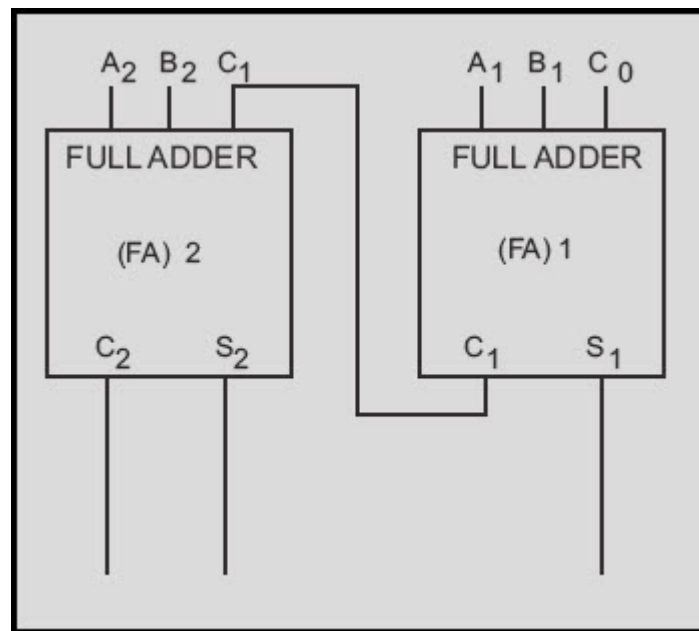 A2 B2 C1 A1 B1 C0
FULL ADDER FULL ADDER
(FA) 2 (FA) 1
C2 S2 C1 S1